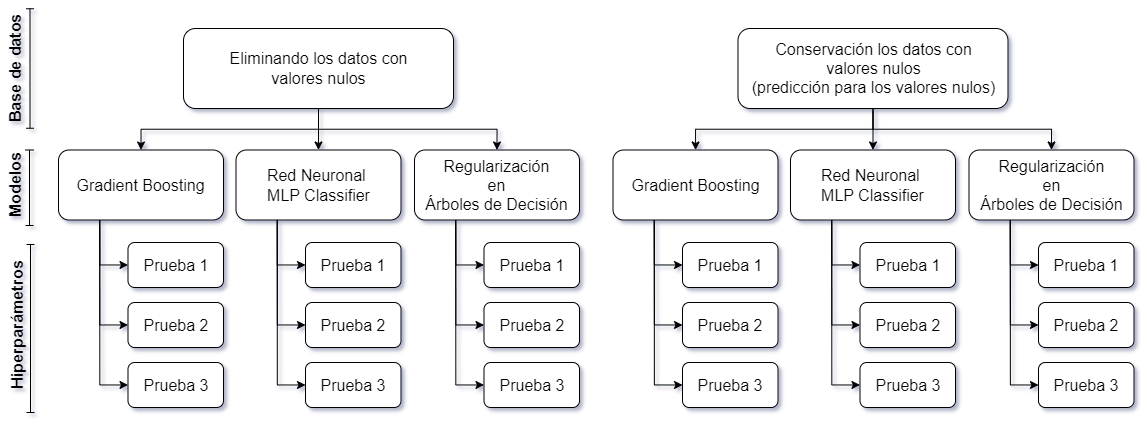 Base de datos
Eliminando los datos con
valores nulos
Conservación los datos con
valores nulos
(predicción para los valores nulos)
Modelos
Gradient Boosting
Red Neuronal
MLP Classifier
Regularización
en
Árboles de Decisión
Gradient Boosting
Red Neuronal
MLP Classifier
Regularización
en
Árboles de Decisión
Hiperparámetros
Prueba 1
Prueba 1
Prueba 1
Prueba 1
Prueba 1
Prueba 1
Prueba 2
Prueba 2
Prueba 2
Prueba 2
Prueba 2
Prueba 2
Prueba 3
Prueba 3
Prueba 3
Prueba 3
Prueba 3
Prueba 3